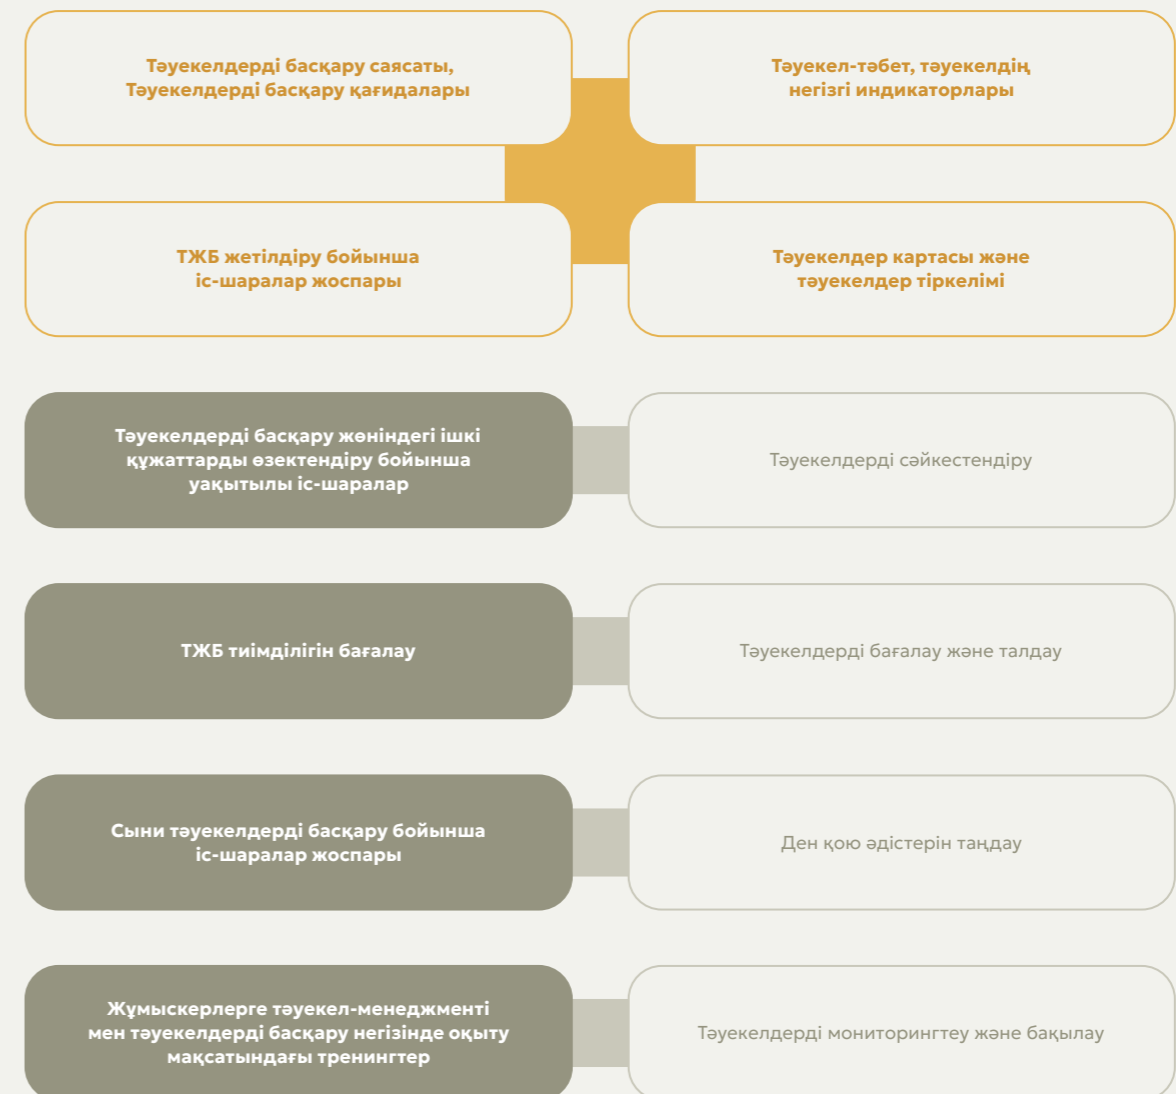 Тәуекелдерді басқару саясаты,
Тәуекелдерді басқару қағидалары
Тәуекел-тәбет, тәуекелдің
негізгі индикаторлары
ТЖБ жетілдіру бойынша
іс-шаралар жоспары
Тәуекелдер картасы және
тәуекелдер тіркелімі
Тәуекелдерді басқару жөніндегі ішкі
құжаттарды өзектендіру бойынша
уақытылы іс-шаралар
Тәуекелдерді сәйкестендіру
ТЖБ тиімділігін бағалау
Тәуекелдерді бағалау және талдау
Сыни тәуекелдерді басқару бойынша
іс-шаралар жоспары
Ден қою әдістерін таңдау
Жұмыскерлерге тәуекел-менеджменті
мен тәуекелдерді басқару негізінде оқыту
мақсатындағы тренингтер
Тәуекелдерді мониторингтеу және бақылау